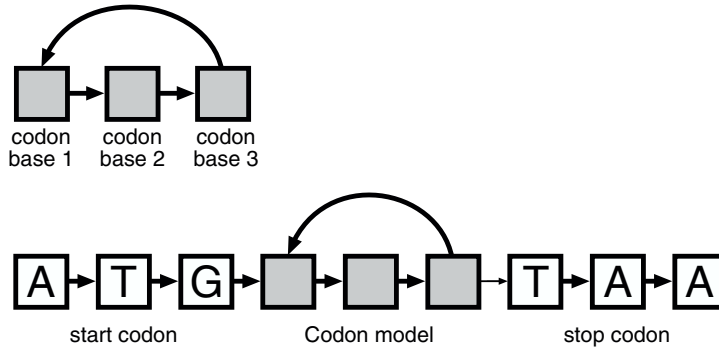 codon codon codon
base 1 base 2 base 3
A T G T A A
start codon Codon model stop codon